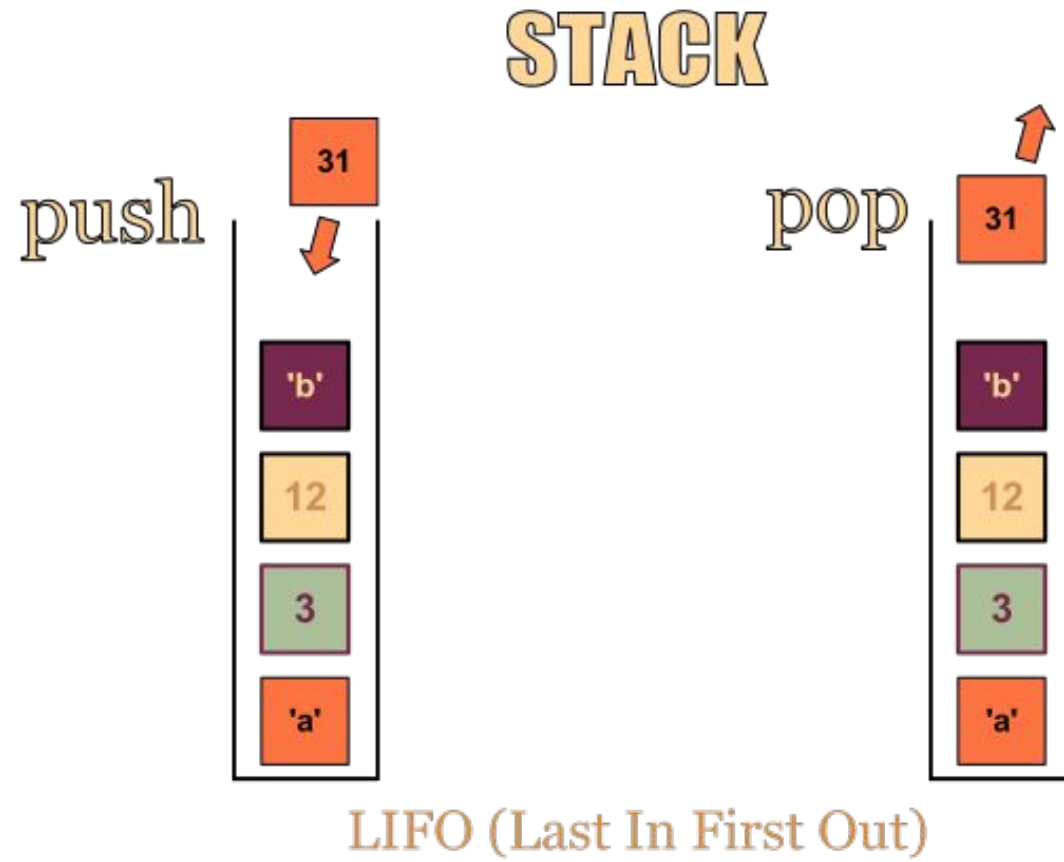 STACK
push
31
'b'
12
3
'a'
pop
31
'b'
12
3
'a'
LIFO (Last In First Out)